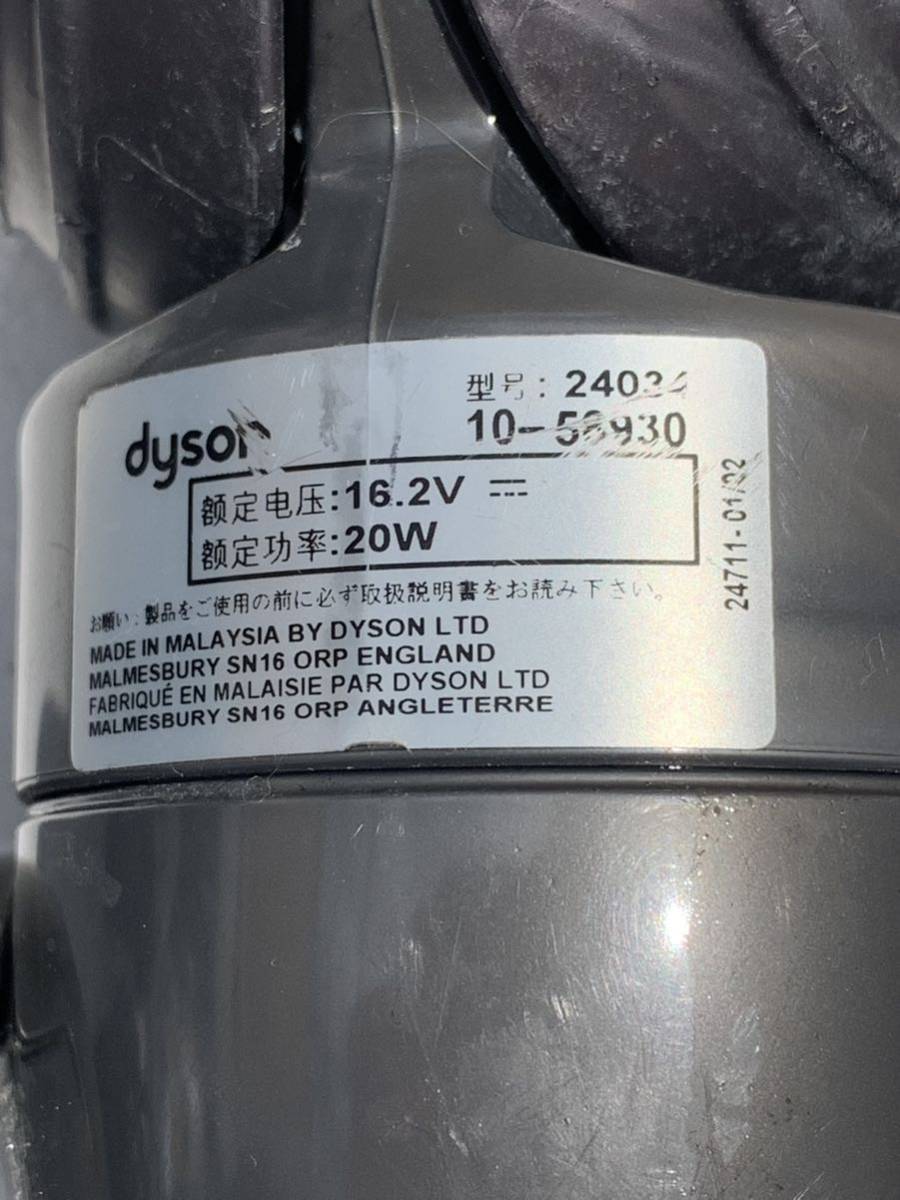 dyson
型号: 24034
10-56930
额定电压:16.2V
额定功率:20W
お願い:製品をご使用の前に必ず取扱説明書をお読み下さい。
MADE IN MALAYSIA BY DYSON LTD
MALMESBURY SN16 ORP ENGLAND
FABRIQUÉ EN MALAISIE PAR DYSON LTD
MALMESBURY SN16 ORP ANGLETERRE
24711-01/02